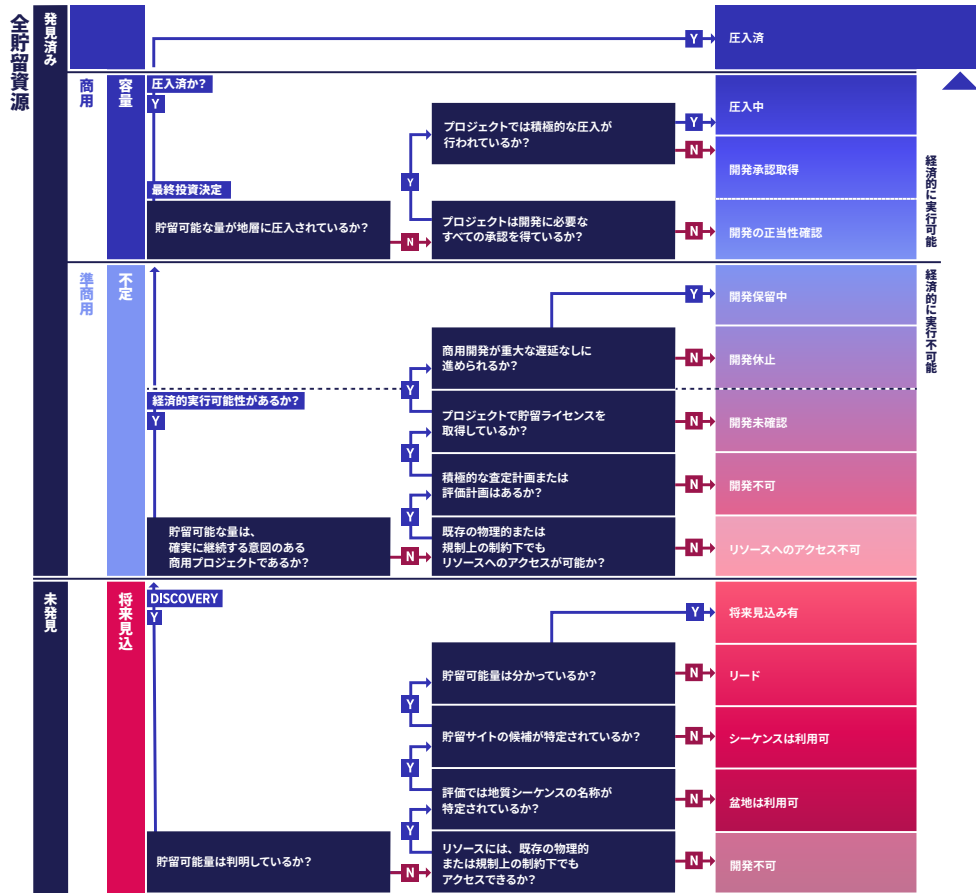 全貯留資源
発見済み
Y
圧入済
商用
容量
圧入済か?
Y
最終投資決定
貯留可能な量が地層に圧入されているか?
N
Y
プロジェクトでは積極的な圧入が
行われているか?
プロジェクトは開発に必要な
すべての承認を得ているか?
Y
N
N
圧入中
開発承認取得
開発の正当性確認
経済的に実行可能
準商用
不定
経済的実行可能性があるか?
Y
貯留可能な量は、
確実に継続する意図のある
商用プロジェクトであるか?
N
Y
開発保留中
経済的に実行不可能
商用開発が重大な遅延なしに
進められるか?
N
開発休止
Y
プロジェクトで貯留ライセンスを
取得しているか?
N
開発未確認
Y
積極的な査定計画または
評価計画はあるか?
N
開発不可
Y
既存の物理的または
規制上の制約下でも
リソースへのアクセスが可能か?
N
リソースへのアクセス不可
未発見
将来見込
DISCOVERY
Y
貯留可能量は判明しているか?
N
Y
将来見込み有
貯留可能量は分かっているか?
N
リード
Y
貯留サイトの候補が特定されているか?
N
シーケンスは利用可
Y
評価では地質シーケンスの名称が
特定されているか?
N
盆地は利用可
Y
リソースには、既存の物理的
または規制上の制約下でも
アクセスできるか?
N
開発不可